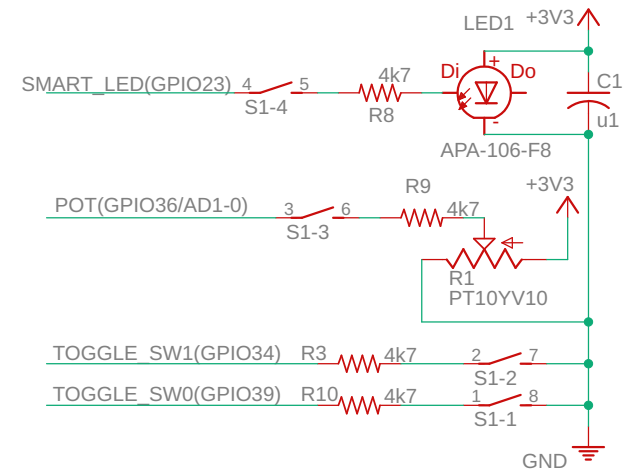 LED1 +3V3
SMART_LED(GPIO23) 4 5 4k7 Di + Do C1
S1-4 R8 - u1
APA-106-F8
R9 +3V3
POT(GPIO36/AD1-0) 3 6 4k7
S1-3
R1
PT10YV10
TOGGLE_SW1(GPIO34) R3 4k7 2 7
S1-2
TOGGLE_SW0(GPIO39) R10 4k7 1 8
S1-1
GND